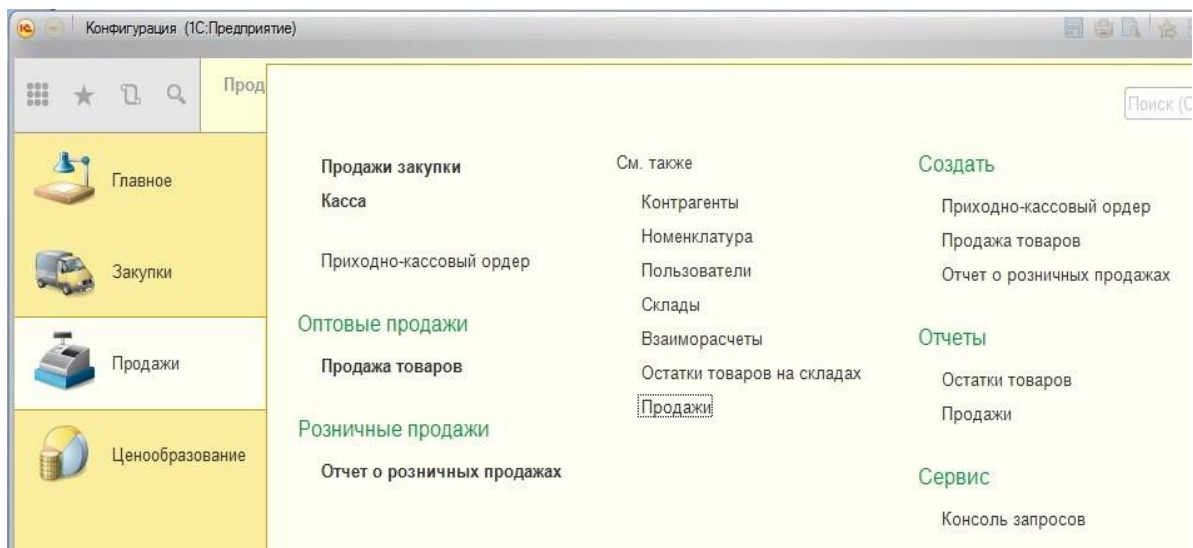 1С Конфигурация (1С:Предприятие)
Прод
Поиск (C
Главное
Закупки
Продажи
Ценообразование
Продажи закупки
Касса
Приходно-кассовый ордер
Оптовые продажи
Продажа товаров
Розничные продажи
Отчет о розничных продажах
См. также
Контрагенты
Номенклатура
Пользователи
Склады
Взаиморасчеты
Остатки товаров на складах
Продажи
Создать
Приходно-кассовый ордер
Продажа товаров
Отчет о розничных продажах
Отчеты
Остатки товаров
Продажи
Сервис
Консоль запросов